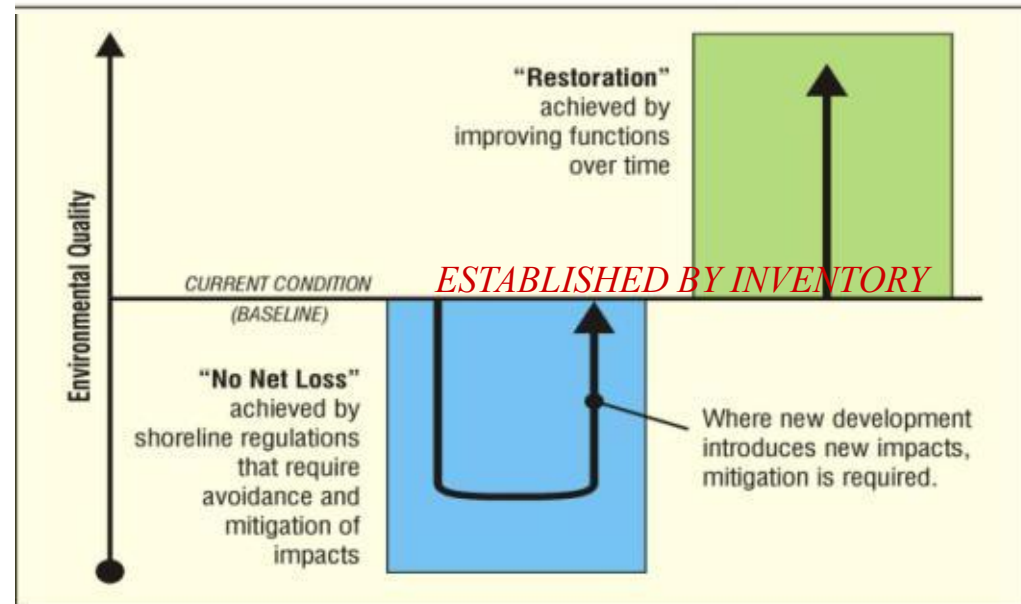 “Restoration”
achieved by
improving functions
over time
Environmental Quality
CURRENT CONDITION
ESTABLISHED BY INVENTORY
(BASELINE)
“No Net Loss”
achieved by
shoreline regulations
that require
avoidance and
mitigation of
impacts
Where new development
introduces new impacts,
mitigation is required.